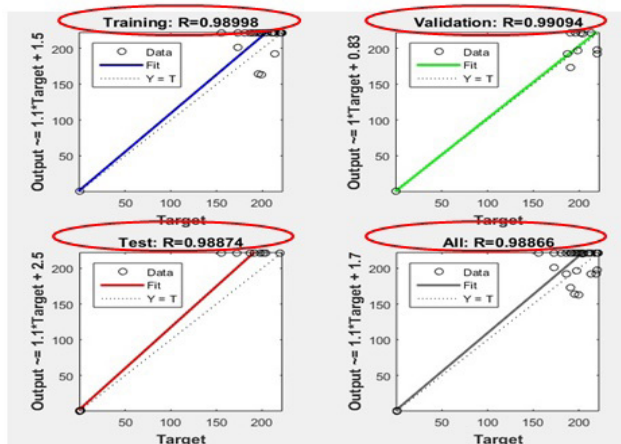 Training: R=0.98998
Output ~= 1.1*Target + 1.5
200
150
100
50
Data
Fit
Y = T
50
100
150
200
Target
Validation: R=0.99094
Output ~= 1*Target + 0.83
200
150
100
50
Data
Fit
Y = T
50
100
150
200
Target
Test: R=0.98874
Output ~= 1.1*Target + 2.5
200
150
100
50
Data
Fit
Y = T
50
100
150
200
Target
All: R=0.98866
Output ~= 1.1*Target + 1.7
200
150
100
50
Data
Fit
Y = T
50
100
150
200
Target